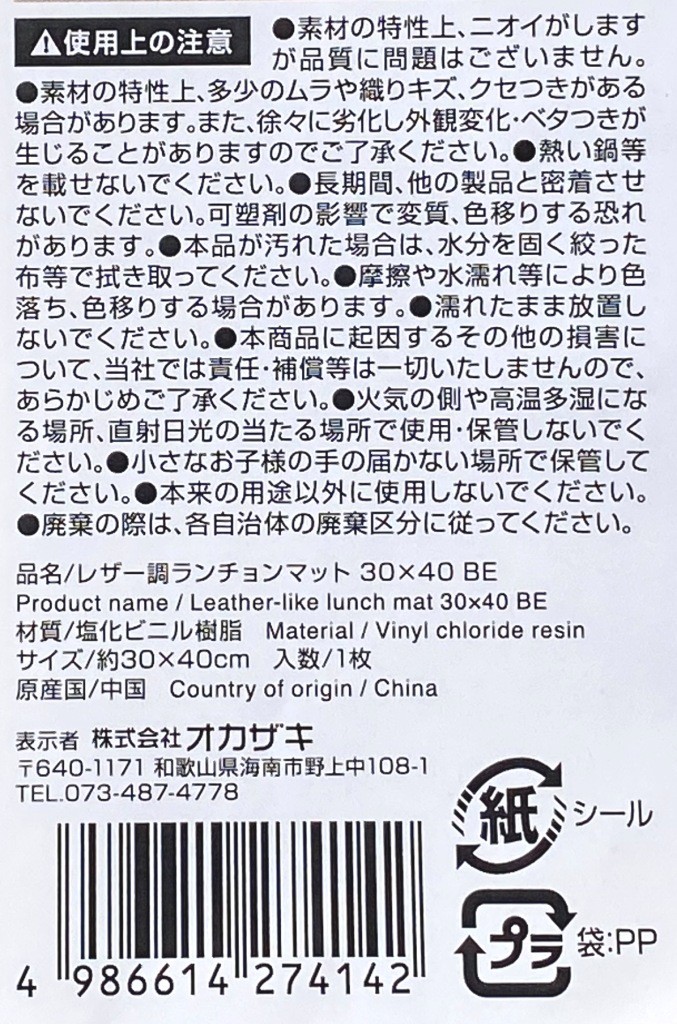 ⚠使用上の注意
●素材の特性上、ニオイがします
が品質に問題はございません。
●素材の特性上、多少のムラや織りキズ、クセつきがある
場合があります。また、徐々に劣化し外観変化・ベタつきが
生じることがありますのでご了承ください。●熱い鍋等
を載せないでください。●長期間、他の製品と密着させ
ないでください。可塑剤の影響で変質、色移りする恐れ
があります。●本品が汚れた場合は、水分を固く絞った
布等で拭き取ってください。●摩擦や水濡れ等により色
落ち、色移りする場合があります。●濡れたまま放置し
ないでください。●本商品に起因するその他の損害に
ついて、当社では責任・補償等は一切いたしませんので、
あらかじめご了承ください。●火気の側や高温多湿にな
る場所、直射日光の当たる場所で使用・保管しないでく
ださい。●小さなお子様の手の届かない場所で保管して
ください。●本来の用途以外に使用しないでください。
●廃棄の際は、各自治体の廃棄区分に従ってください。
品名/レザー調ランチョンマット 30×40 BE
Product name / Leather-like lunch mat 30×40 BE
材質/塩化ビニル樹脂 Material / Vinyl chloride resin
サイズ/約30×40cm 入数/1枚
原産国/中国 Country of origin / China
表示者 株式会社オカザキ
〒640-1171 和歌山県海南市野上中108-1
TEL.073-487-4778
紙 シール
プラ 袋:PP
4 986614 274142